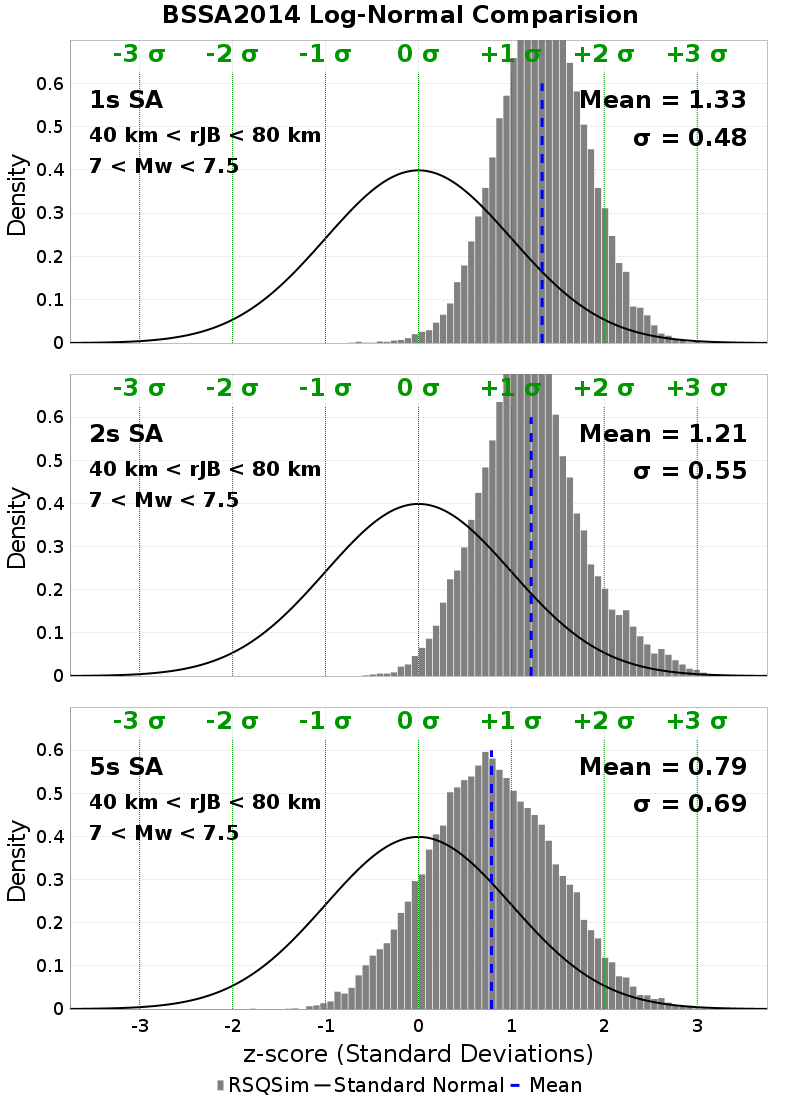 BSSA2014 Log-Normal Comparision
-3 σ -2 σ -1 σ 0 σ +1 σ +2 σ +3 σ
1s SA
Mean = 1.33
40 km < rJB < 80 km
σ = 0.48
7 < Mw < 7.5
0.6
0.5
0.4
0.3
0.2
0.1
0
Density
-3 σ -2 σ -1 σ 0 σ +1 σ +2 σ +3 σ
2s SA
Mean = 1.21
40 km < rJB < 80 km
σ = 0.55
7 < Mw < 7.5
0.6
0.5
0.4
0.3
0.2
0.1
0
Density
-3 σ -2 σ -1 σ 0 σ +1 σ +2 σ +3 σ
5s SA
Mean = 0.79
40 km < rJB < 80 km
σ = 0.69
7 < Mw < 7.5
0.6
0.5
0.4
0.3
0.2
0.1
0
Density
-3 -2 -1 0 1 2 3
z-score (Standard Deviations)
RSQSim Standard Normal Mean